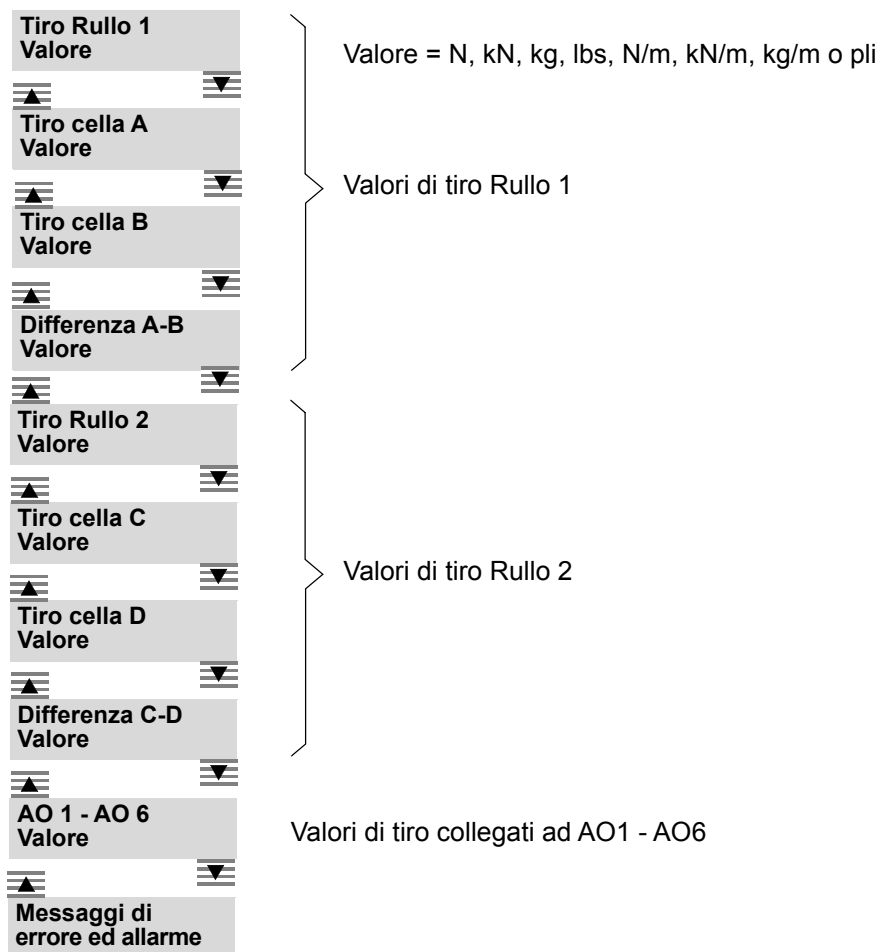 Tiro Rullo 1
Valore
Valore = N, kN, kg, lbs, N/m, kN/m, kg/m o pli
Tiro cella A
Valore
Valori di tiro Rullo 1
Tiro cella B
Valore
Differenza A-B
Valore
Tiro Rullo 2
Valore
Tiro cella C
Valore
Valori di tiro Rullo 2
Tiro cella D
Valore
Differenza C-D
Valore
AO 1 - AO 6
Valore
Valori di tiro collegati ad AO1 - AO6
Messaggi di
errore ed allarme